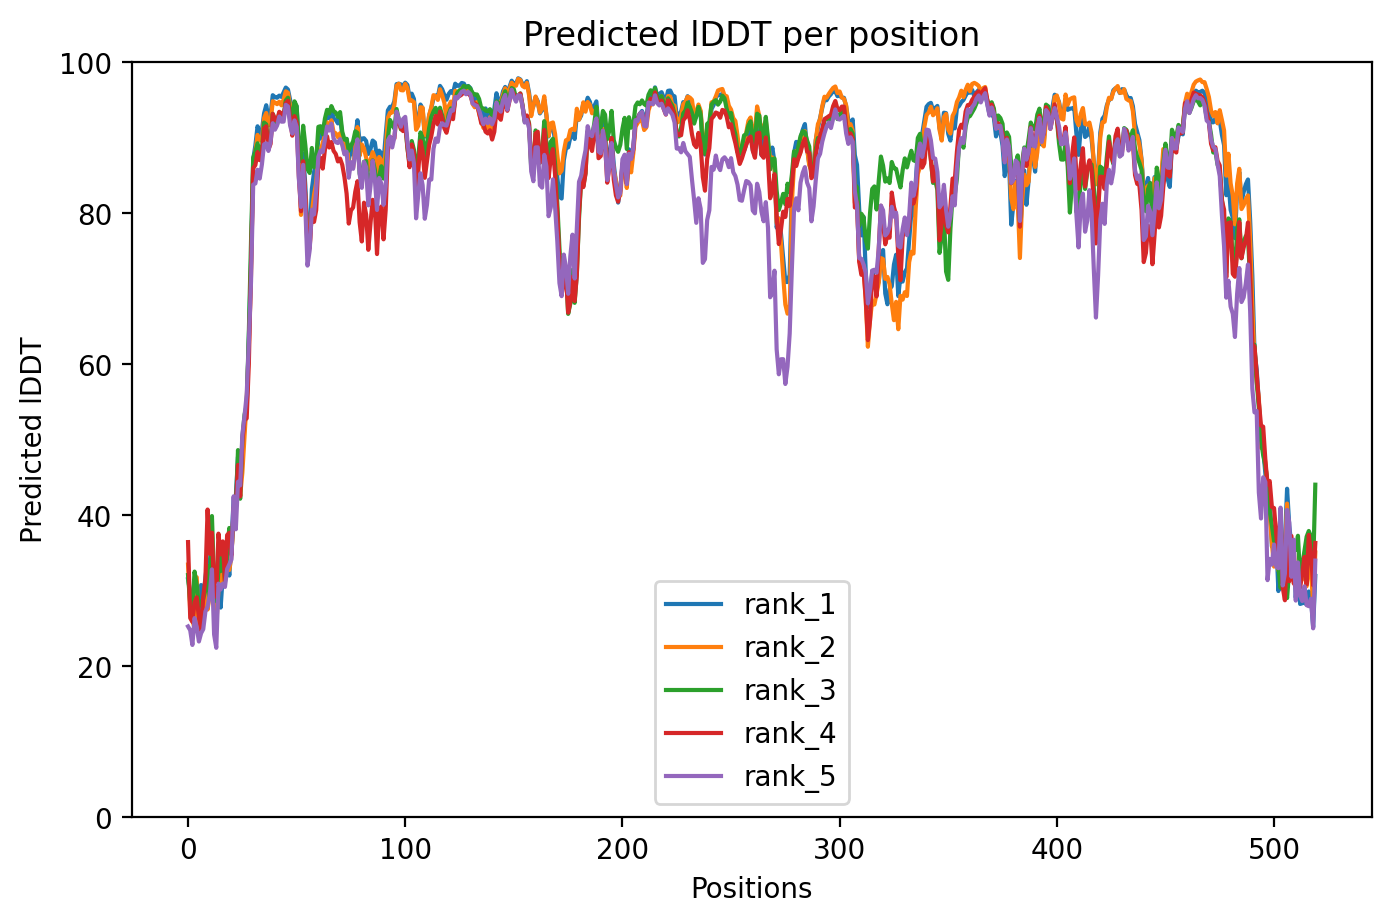 Predicted lDDT per position
100
80
60
40
20
0
Predicted lDDT
0 100 200 300 400 500
Positions
rank_1
rank_2
rank_3
rank_4
rank_5